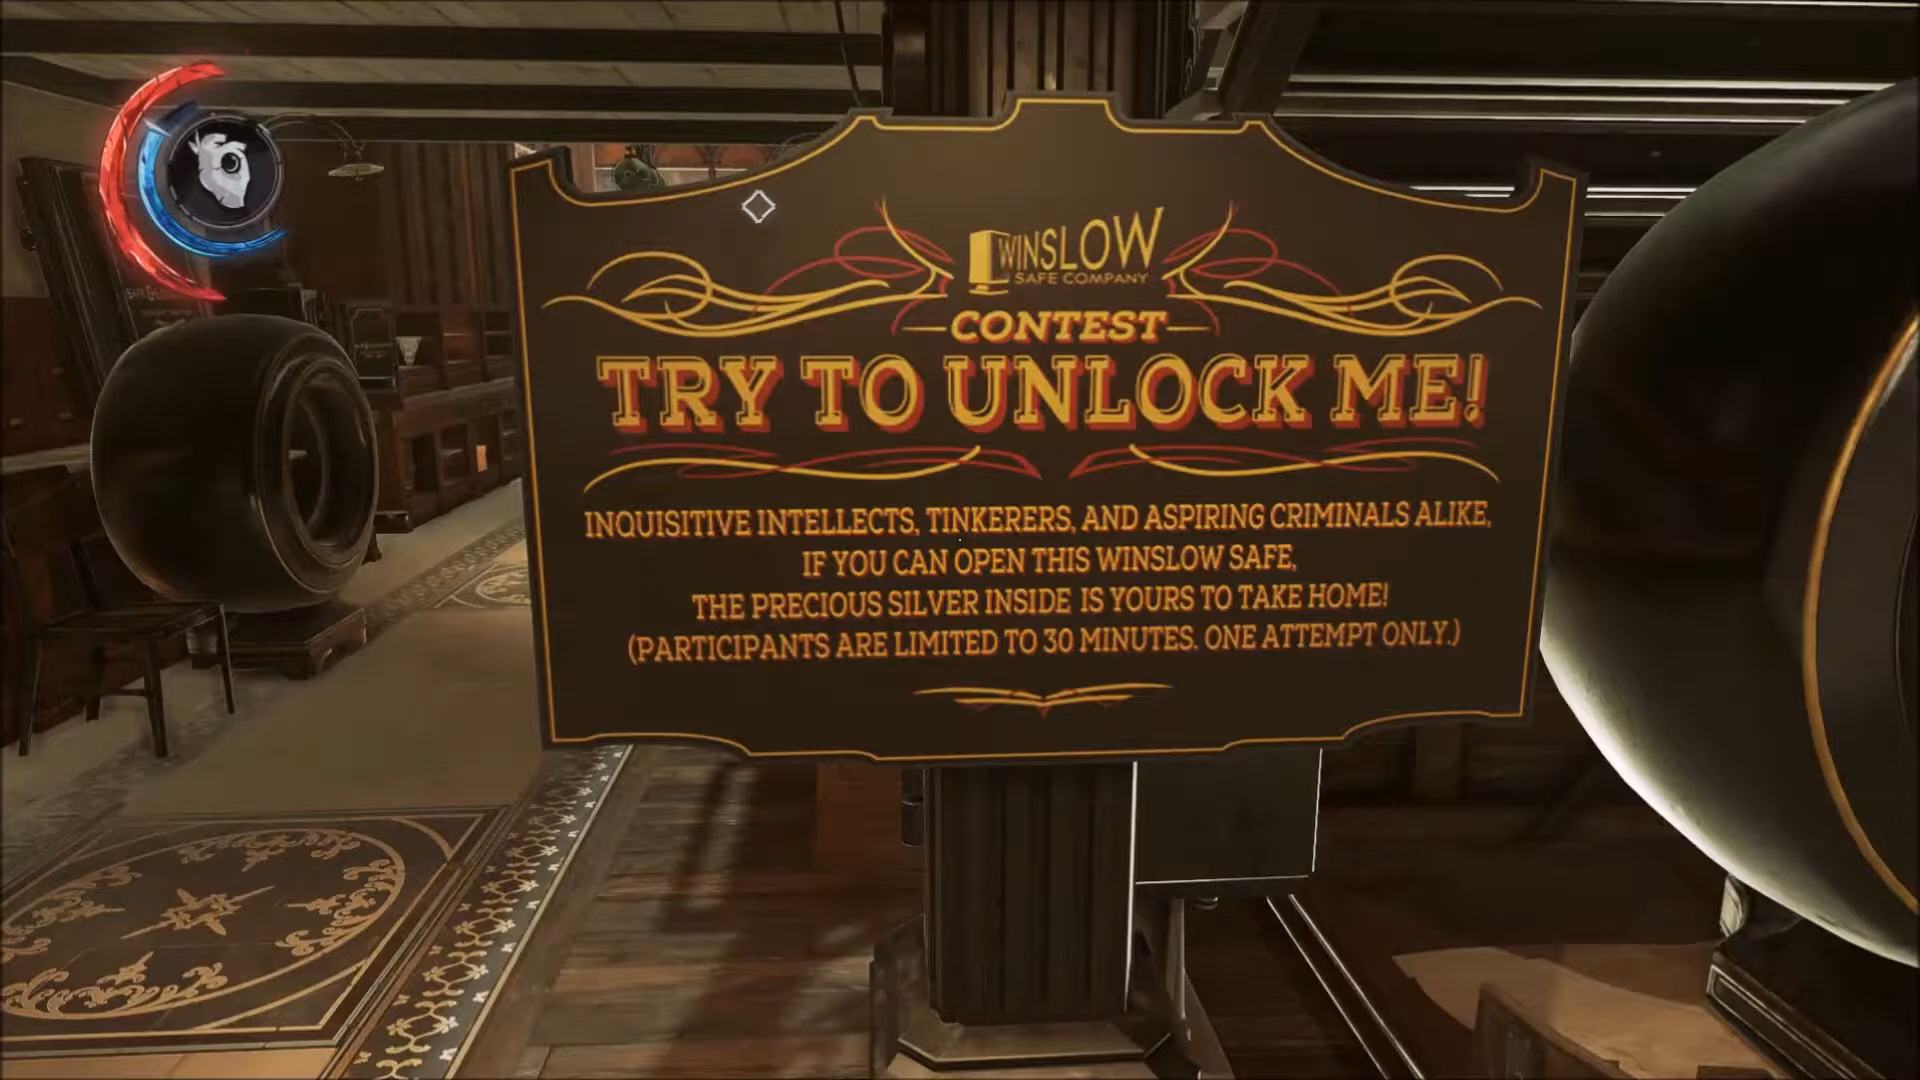 WINSLOW
SAFE COMPANY
CONTEST
TRY TO UNLOCK ME!
INQUISITIVE INTELLECTS, TINKERERS, AND ASPIRING CRIMINALS ALIKE,
IF YOU CAN OPEN THIS WINSLOW SAFE,
THE PRECIOUS SILVER INSIDE IS YOURS TO TAKE HOME!
(PARTICIPANTS ARE LIMITED TO 30 MINUTES. ONE ATTEMPT ONLY.)